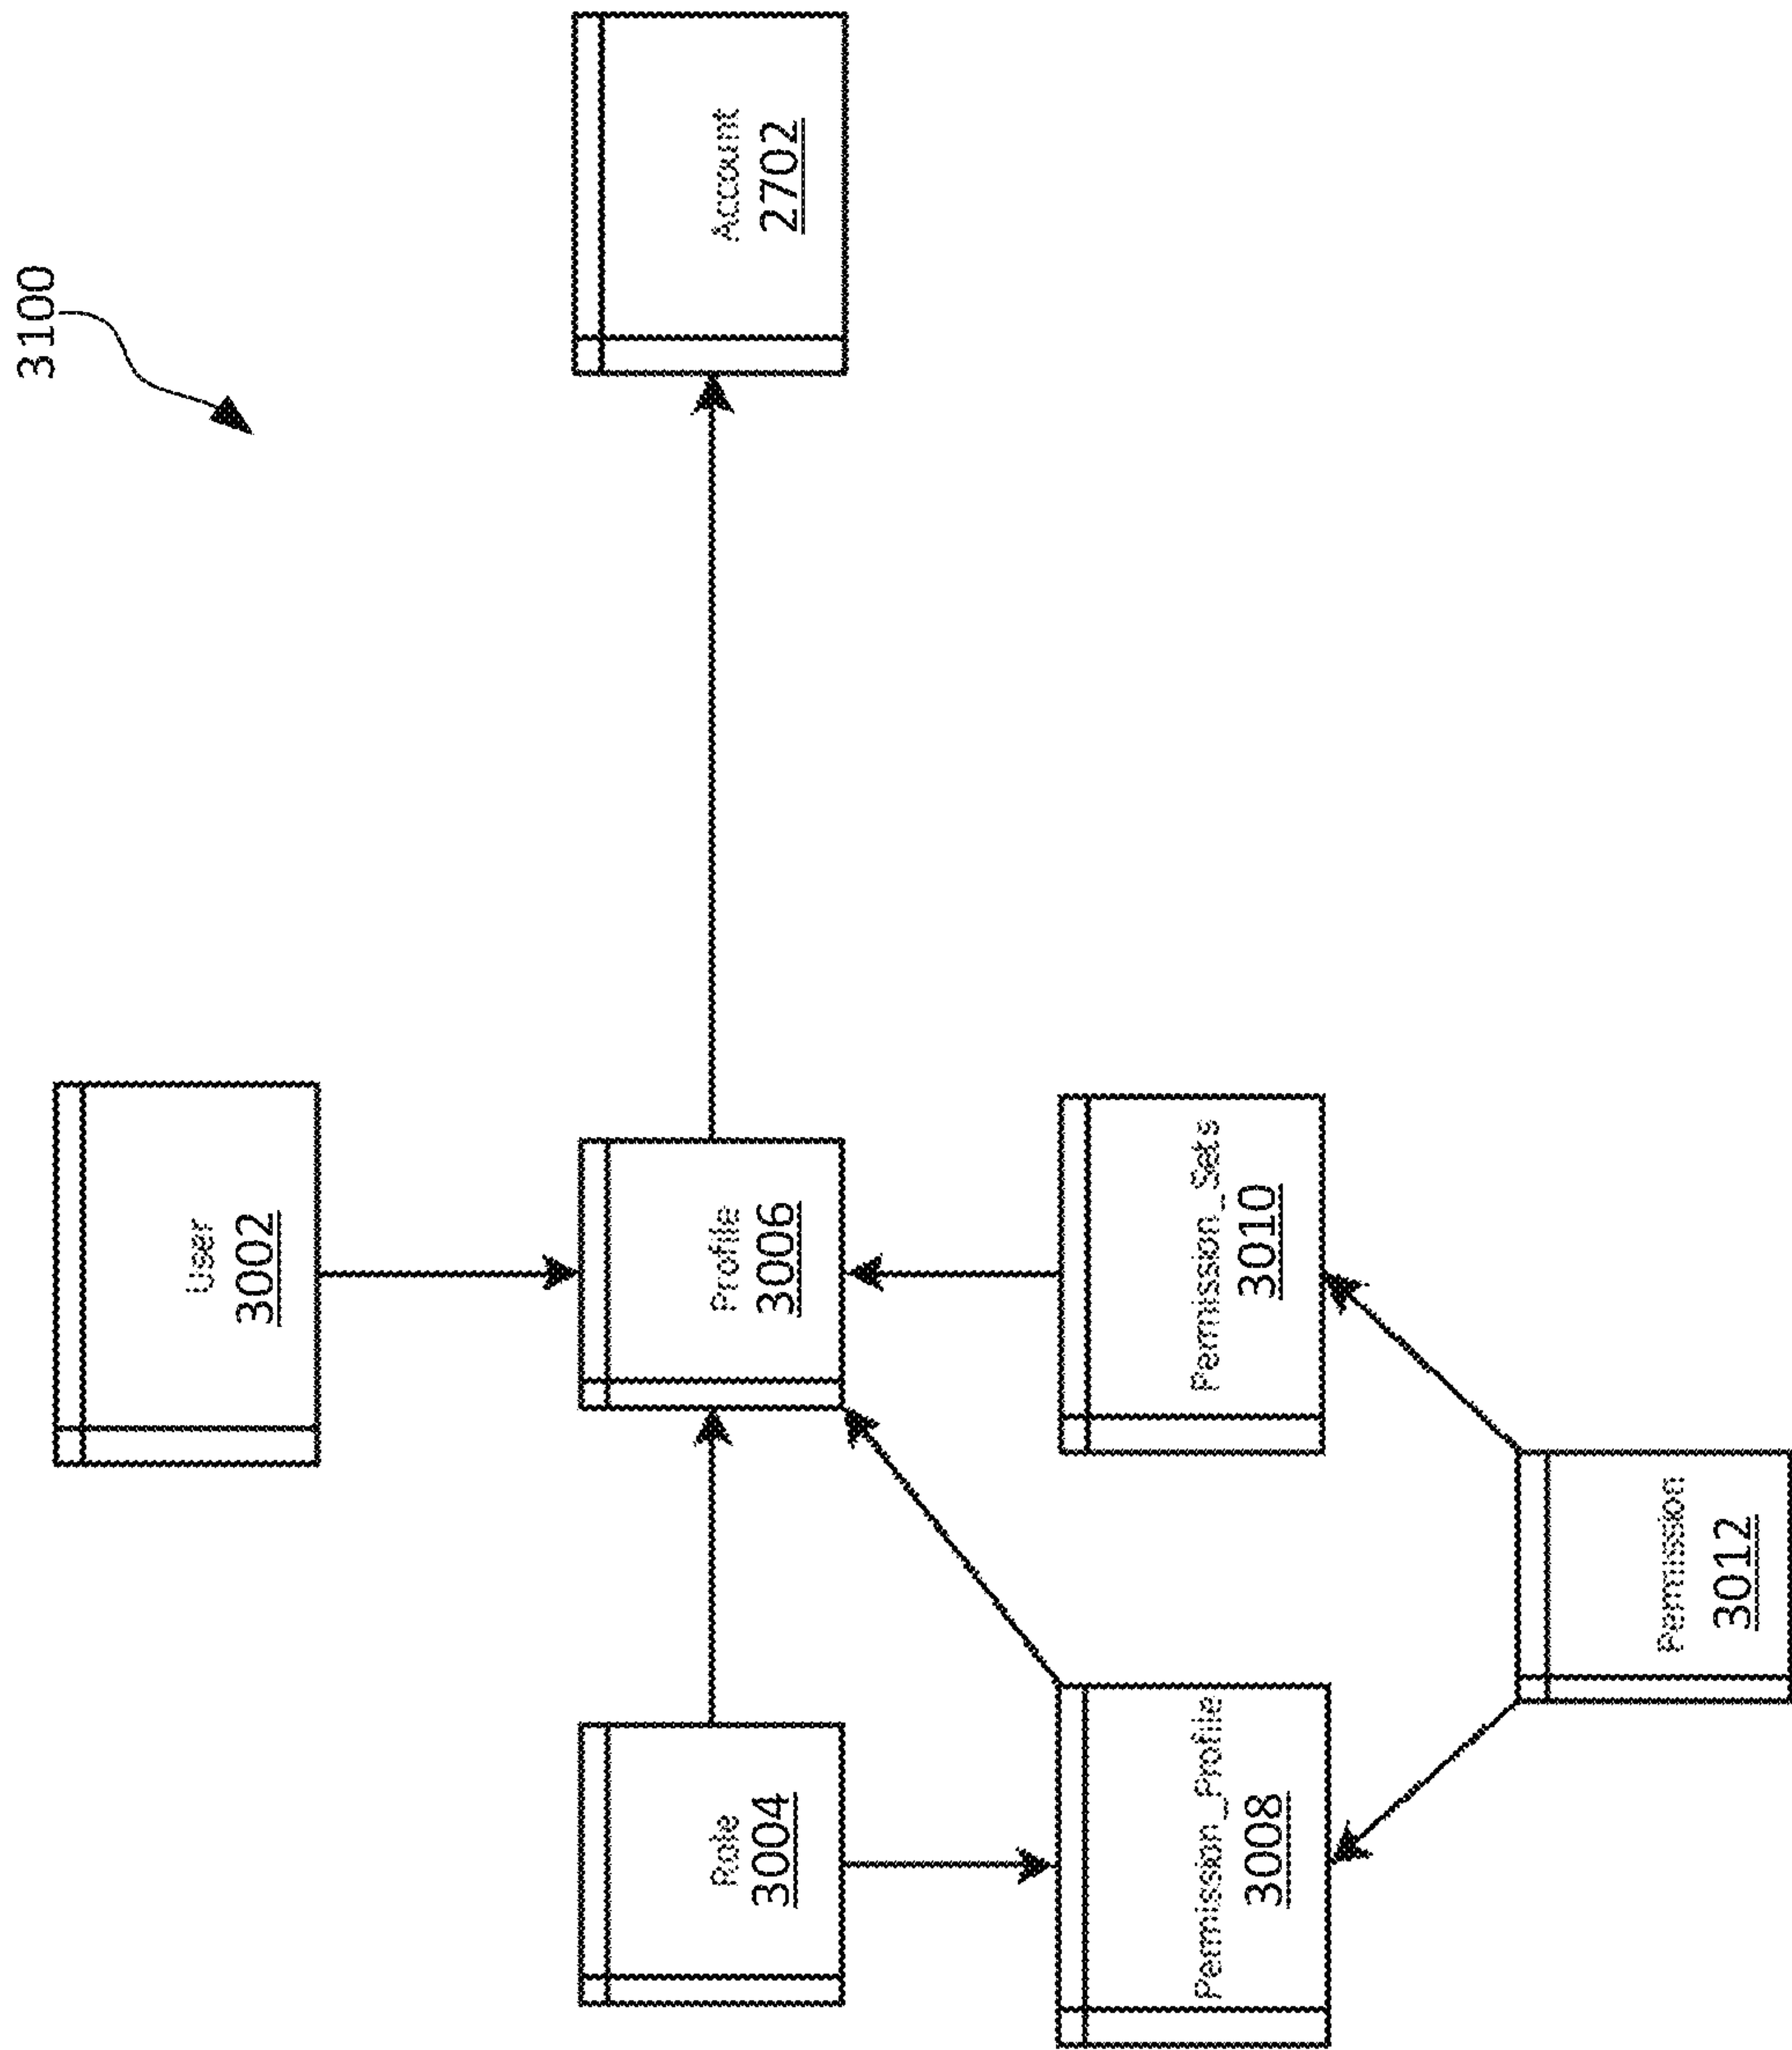 3100
User
3002
Role
3004
Profile
3006
Account
2702
Permission_Profile
3008
Permission_Sets
3010
Permission
3012